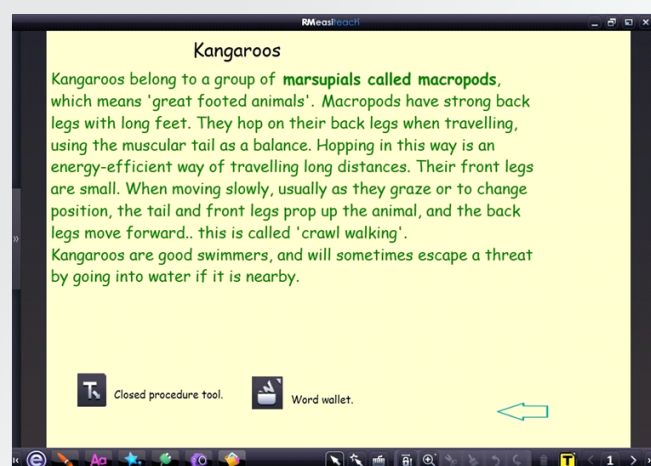 RMeasiteach
Kangaroos
Kangaroos belong to a group of marsupials called macropods,
which means 'great footed animals'. Macropods have strong back
legs with long feet. They hop on their back legs when travelling,
using the muscular tail as a balance. Hopping in this way is an
energy-efficient way of travelling long distances. Their front legs
are small. When moving slowly, usually as they graze or to change
position, the tail and front legs prop up the animal, and the back
legs move forward.. this is called 'crawl walking'.
Kangaroos are good swimmers, and will sometimes escape a threat
by going into water if it is nearby.
Closed procedure tool.
Word wallet.
1